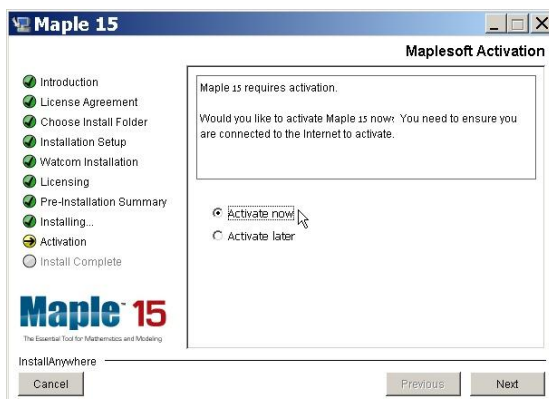 Maple 15
Maplesoft Activation
Introduction
License Agreement
Choose Install Folder
Installation Setup
Watcom Installation
Licensing
Pre-Installation Summary
Installing...
Activation
Install Complete
Maple 15 requires activation.
Would you like to activate Maple 15 now? You need to ensure you
are connected to the Internet to activate.
Activate now
Activate later
Maple 15
The Essential Tool for Mathematics and Modeling
InstallAnywhere
Cancel
Previous
Next